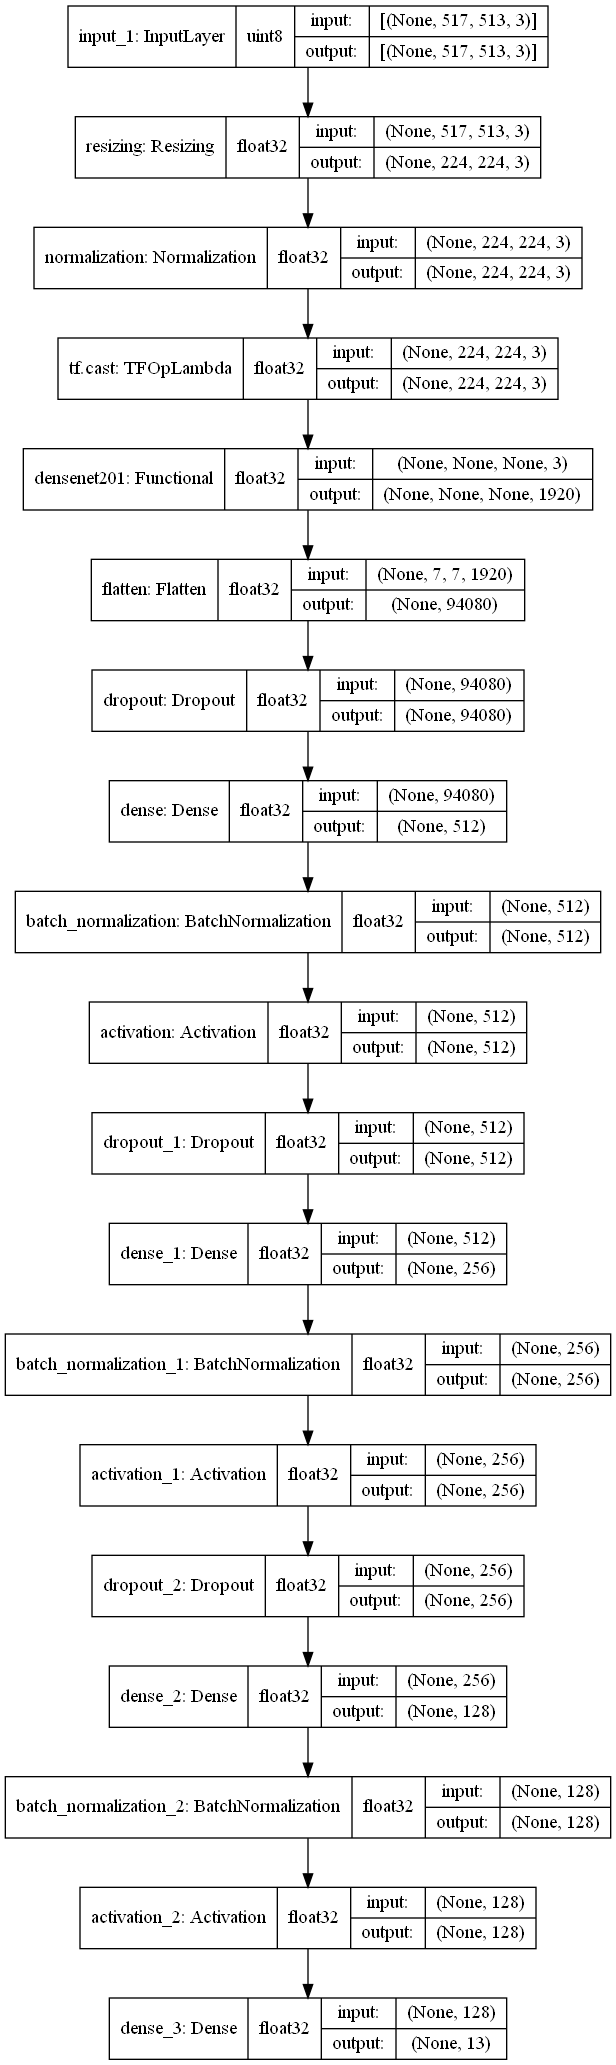 input_1: InputLayer uint8 input: [(None, 517, 513, 3)]
output: [(None, 517, 513, 3)]
resizing: Resizing float32 input: (None, 517, 513, 3)
output: (None, 224, 224, 3)
normalization: Normalization float32 input: (None, 224, 224, 3)
output: (None, 224, 224, 3)
tf.cast: TFOpLambda float32 input: (None, 224, 224, 3)
output: (None, 224, 224, 3)
densenet201: Functional float32 input: (None, None, None, 3)
output: (None, None, None, 1920)
flatten: Flatten float32 input: (None, 7, 7, 1920)
output: (None, 94080)
dropout: Dropout float32 input: (None, 94080)
output: (None, 94080)
dense: Dense float32 input: (None, 94080)
output: (None, 512)
batch_normalization: BatchNormalization float32 input: (None, 512)
output: (None, 512)
activation: Activation float32 input: (None, 512)
output: (None, 512)
dropout_1: Dropout float32 input: (None, 512)
output: (None, 512)
dense_1: Dense float32 input: (None, 512)
output: (None, 256)
batch_normalization_1: BatchNormalization float32 input: (None, 256)
output: (None, 256)
activation_1: Activation float32 input: (None, 256)
output: (None, 256)
dropout_2: Dropout float32 input: (None, 256)
output: (None, 256)
dense_2: Dense float32 input: (None, 256)
output: (None, 128)
batch_normalization_2: BatchNormalization float32 input: (None, 128)
output: (None, 128)
activation_2: Activation float32 input: (None, 128)
output: (None, 128)
dense_3: Dense float32 input: (None, 128)
output: (None, 13)